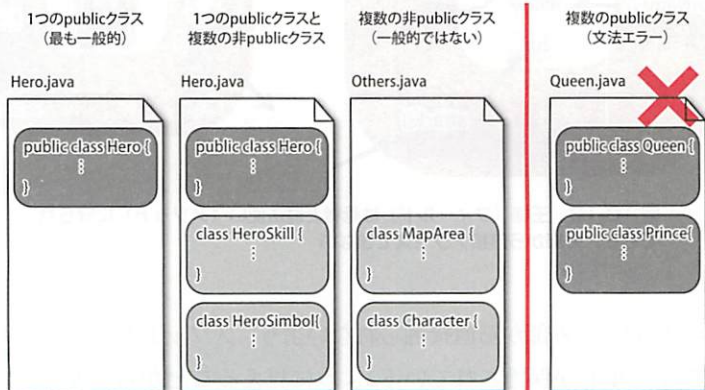 1つのpublicクラス
（最も一般的）
Hero.java
public class Hero {
⋮
}
1つのpublicクラスと
複数の非publicクラス
Hero.java
public class Hero {
⋮
}
class HeroSkill {
⋮
}
class HeroSimbol{
⋮
}
複数の非publicクラス
（一般的ではない）
Others.java
class MapArea {
⋮
}
class Character {
⋮
}
複数のpublicクラス
（文法エラー）
Queen.java
public class Queen {
⋮
}
public class Prince{
⋮
}